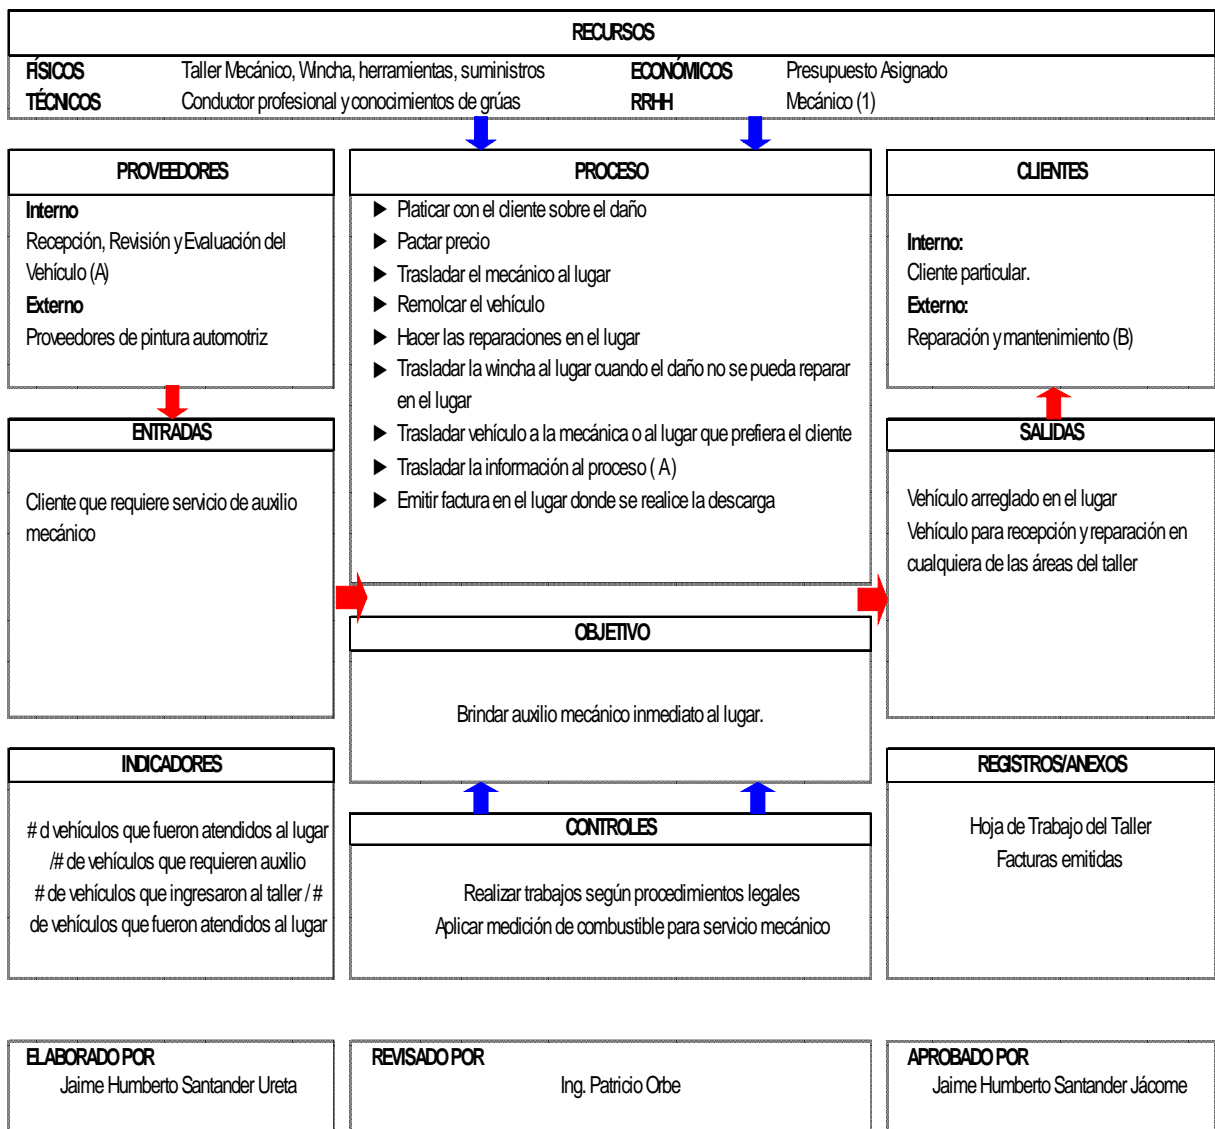 RECURSOS
FÍSICOS Taller Mecánico, Wincha, herramientas, suministros ECONÓMICOS Presupuesto Asignado
TÉCNICOS Conductor profesional y conocimientos de grúas RRHH Mecánico (1)
PROVEEDORES
Interno
Recepción, Revisión y Evaluación del
Vehículo (A)
Externo
Proveedores de pintura automotriz
PROCESO
▶ Platicar con el cliente sobre el daño
▶ Pactar precio
▶ Trasladar el mecánico al lugar
▶ Remolcar el vehículo
▶ Hacer las reparaciones en el lugar
▶ Trasladar la wincha al lugar cuando el daño no se pueda reparar
en el lugar
▶ Trasladar vehículo a la mecánica o al lugar que prefiera el cliente
▶ Trasladar la información al proceso ( A )
▶ Emitir factura en el lugar donde se realice la descarga
CLIENTES
Interno:
Cliente particular.
Externo:
Reparación y mantenimiento (B)
ENTRADAS
Cliente que requiere servicio de auxilio
mecánico
SALIDAS
Vehículo arreglado en el lugar
Vehículo para recepción y reparación en
cualquiera de las áreas del taller
OBJETIVO
Brindar auxilio mecánico inmediato al lugar.
INDICADORES
# d vehículos que fueron atendidos al lugar
/# de vehículos que requieren auxilio
# de vehículos que ingresaron al taller / #
de vehículos que fueron atendidos al lugar
CONTROLES
Realizar trabajos según procedimientos legales
Aplicar medición de combustible para servicio mecánico
REGISTROS/ANEXOS
Hoja de Trabajo del Taller
Facturas emitidas
ELABORADO POR
Jaime Humberto Santander Ureta
REVISADO POR
Ing. Patricio Orbe
APROBADO POR
Jaime Humberto Santander Jácome